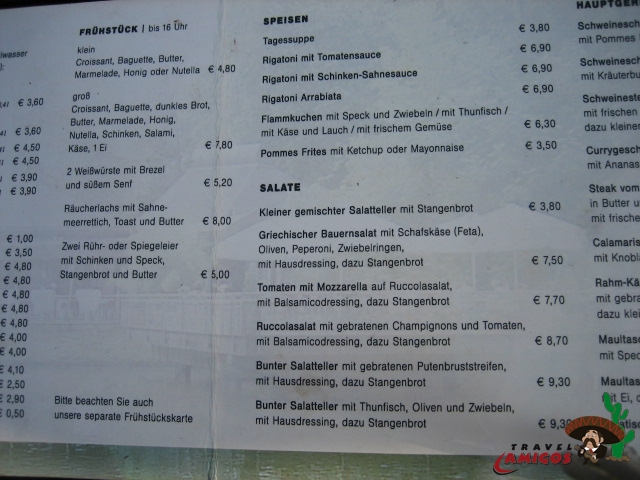 lwasser
):
,4l € 3,60
4l € 3,60
€ 4,50
€ 4,50
€ 3,90
€ 3,90
€ 1,00
€ 3,50
€ 4,80
€ 4,80
€ 4,80
€ 4,80
€ 4,00
€ 4,00
€ 4,10
€ 2,50
€ 2,90
€ 0,50
FRÜHSTÜCK | bis 16 Uhr
klein
Croissant, Baguette, Butter,
Marmelade, Honig oder Nutella € 4,80
groß
Croissant, Baguette, dunkles Brot,
Butter, Marmelade, Honig,
Nutella, Schinken, Salami,
Käse, 1 Ei € 7,80
2 Weißwürste mit Brezel
und süßem Senf € 5,20
Räucherlachs mit Sahne-
meerrettich, Toast und Butter € 8,00
Zwei Rühr- oder Spiegeleier
mit Schinken und Speck,
Stangenbrot und Butter € 5,00
Bitte beachten Sie auch
unsere separate Frühstückskarte
SPEISEN
Tagessuppe € 3,80
Rigatoni mit Tomatensauce € 6,90
Rigatoni mit Schinken-Sahnesauce € 6,90
Rigatoni Arrabiata € 6,90
Flammkuchen mit Speck und Zwiebeln / mit Thunfisch /
mit Käse und Lauch / mit frischem Gemüse € 6,30
Pommes Frites mit Ketchup oder Mayonnaise € 3,50
SALATE
Kleiner gemischter Salatteller mit Stangenbrot € 3,80
Griechischer Bauernsalat mit Schafskäse (Feta),
Oliven, Peperoni, Zwiebelringen,
mit Hausdressing, dazu Stangenbrot € 7,50
Tomaten mit Mozzarella auf Ruccolasalat,
mit Balsamicodressing, dazu Stangenbrot € 7,70
Ruccolasalat mit gebratenen Champignons und Tomaten,
mit Balsamicodressing, dazu Stangenbrot € 8,70
Bunter Salatteller mit gebratenen Putenbruststreifen,
mit Hausdressing, dazu Stangenbrot € 9,30
Bunter Salatteller mit Thunfisch, Oliven und Zwiebeln,
mit Hausdressing, dazu Stangenbrot € 9,30
HAUPTGER
Schweinesch
mit Pommes
Schweinesch
mit Kräuterbu
Schweineste
mit frischen
dazu kleiner
Currygesch
mit Ananas
Steak vom
in Butter u
mit frische
Calamaris
mit Knobla
Rahm-Kä
mit gebra
dazu klei
Maultasc
mit Spec
Maultas
mit Ei, c
TRAVEL
AMIGOS